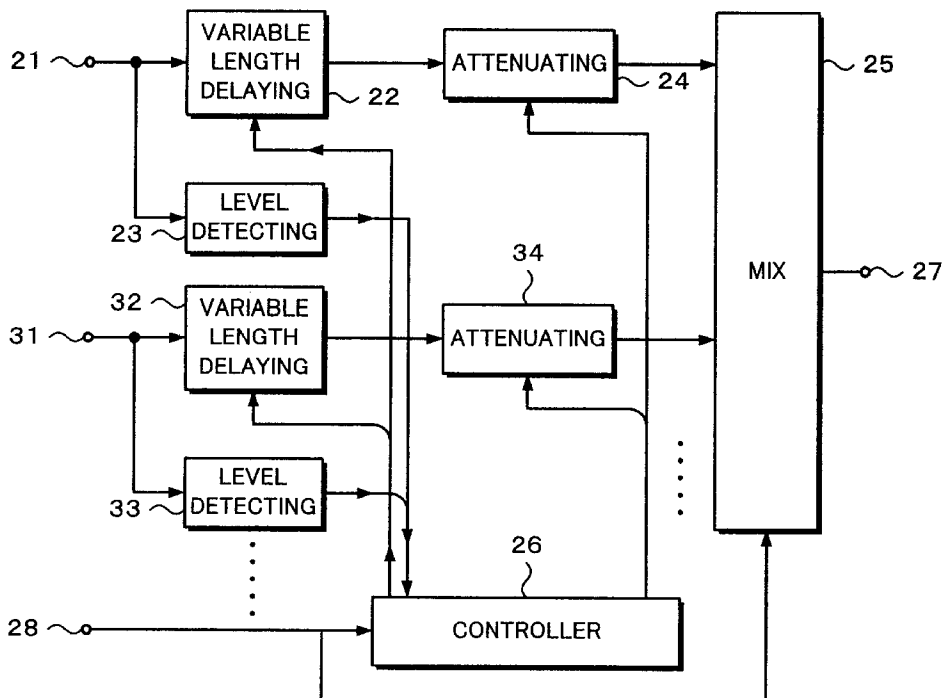 21
VARIABLE
LENGTH
DELAYING
22
ATTENUATING
24
25
LEVEL
DETECTING
23
34
MIX
27
32
VARIABLE
LENGTH
DELAYING
31
ATTENUATING
LEVEL
DETECTING
33
26
28
CONTROLLER